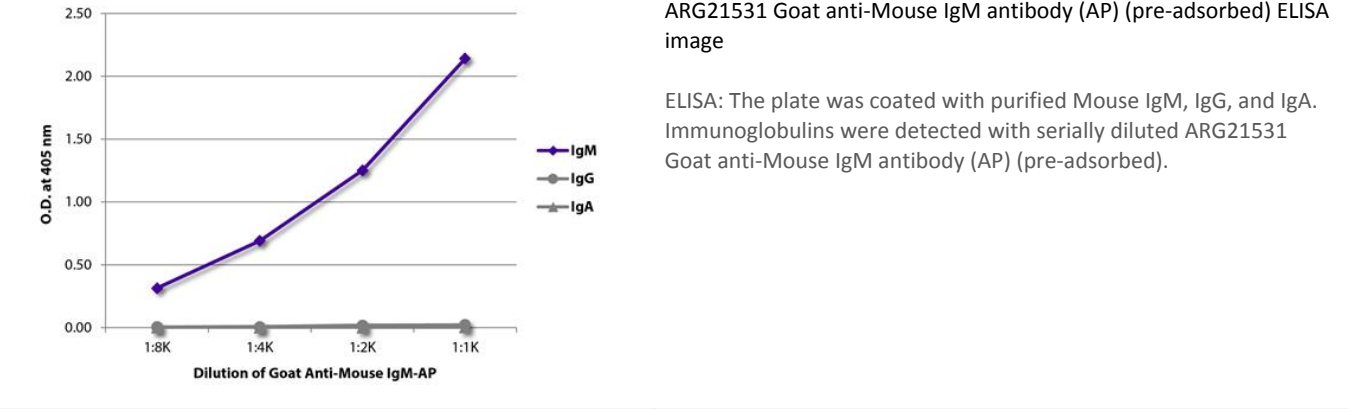 2.50
2.00
1.50
1.00
0.50
0.00
O.D. at 405 nm
1:8K
1:4K
1:2K
1:1K
Dilution of Goat Anti-Mouse IgM-AP
IgM
IgG
IgA
ARG21531 Goat anti-Mouse IgM antibody (AP) (pre-adsorbed) ELISA
image
ELISA: The plate was coated with purified Mouse IgM, IgG, and IgA.
Immunoglobulins were detected with serially diluted ARG21531
Goat anti-Mouse IgM antibody (AP) (pre-adsorbed).